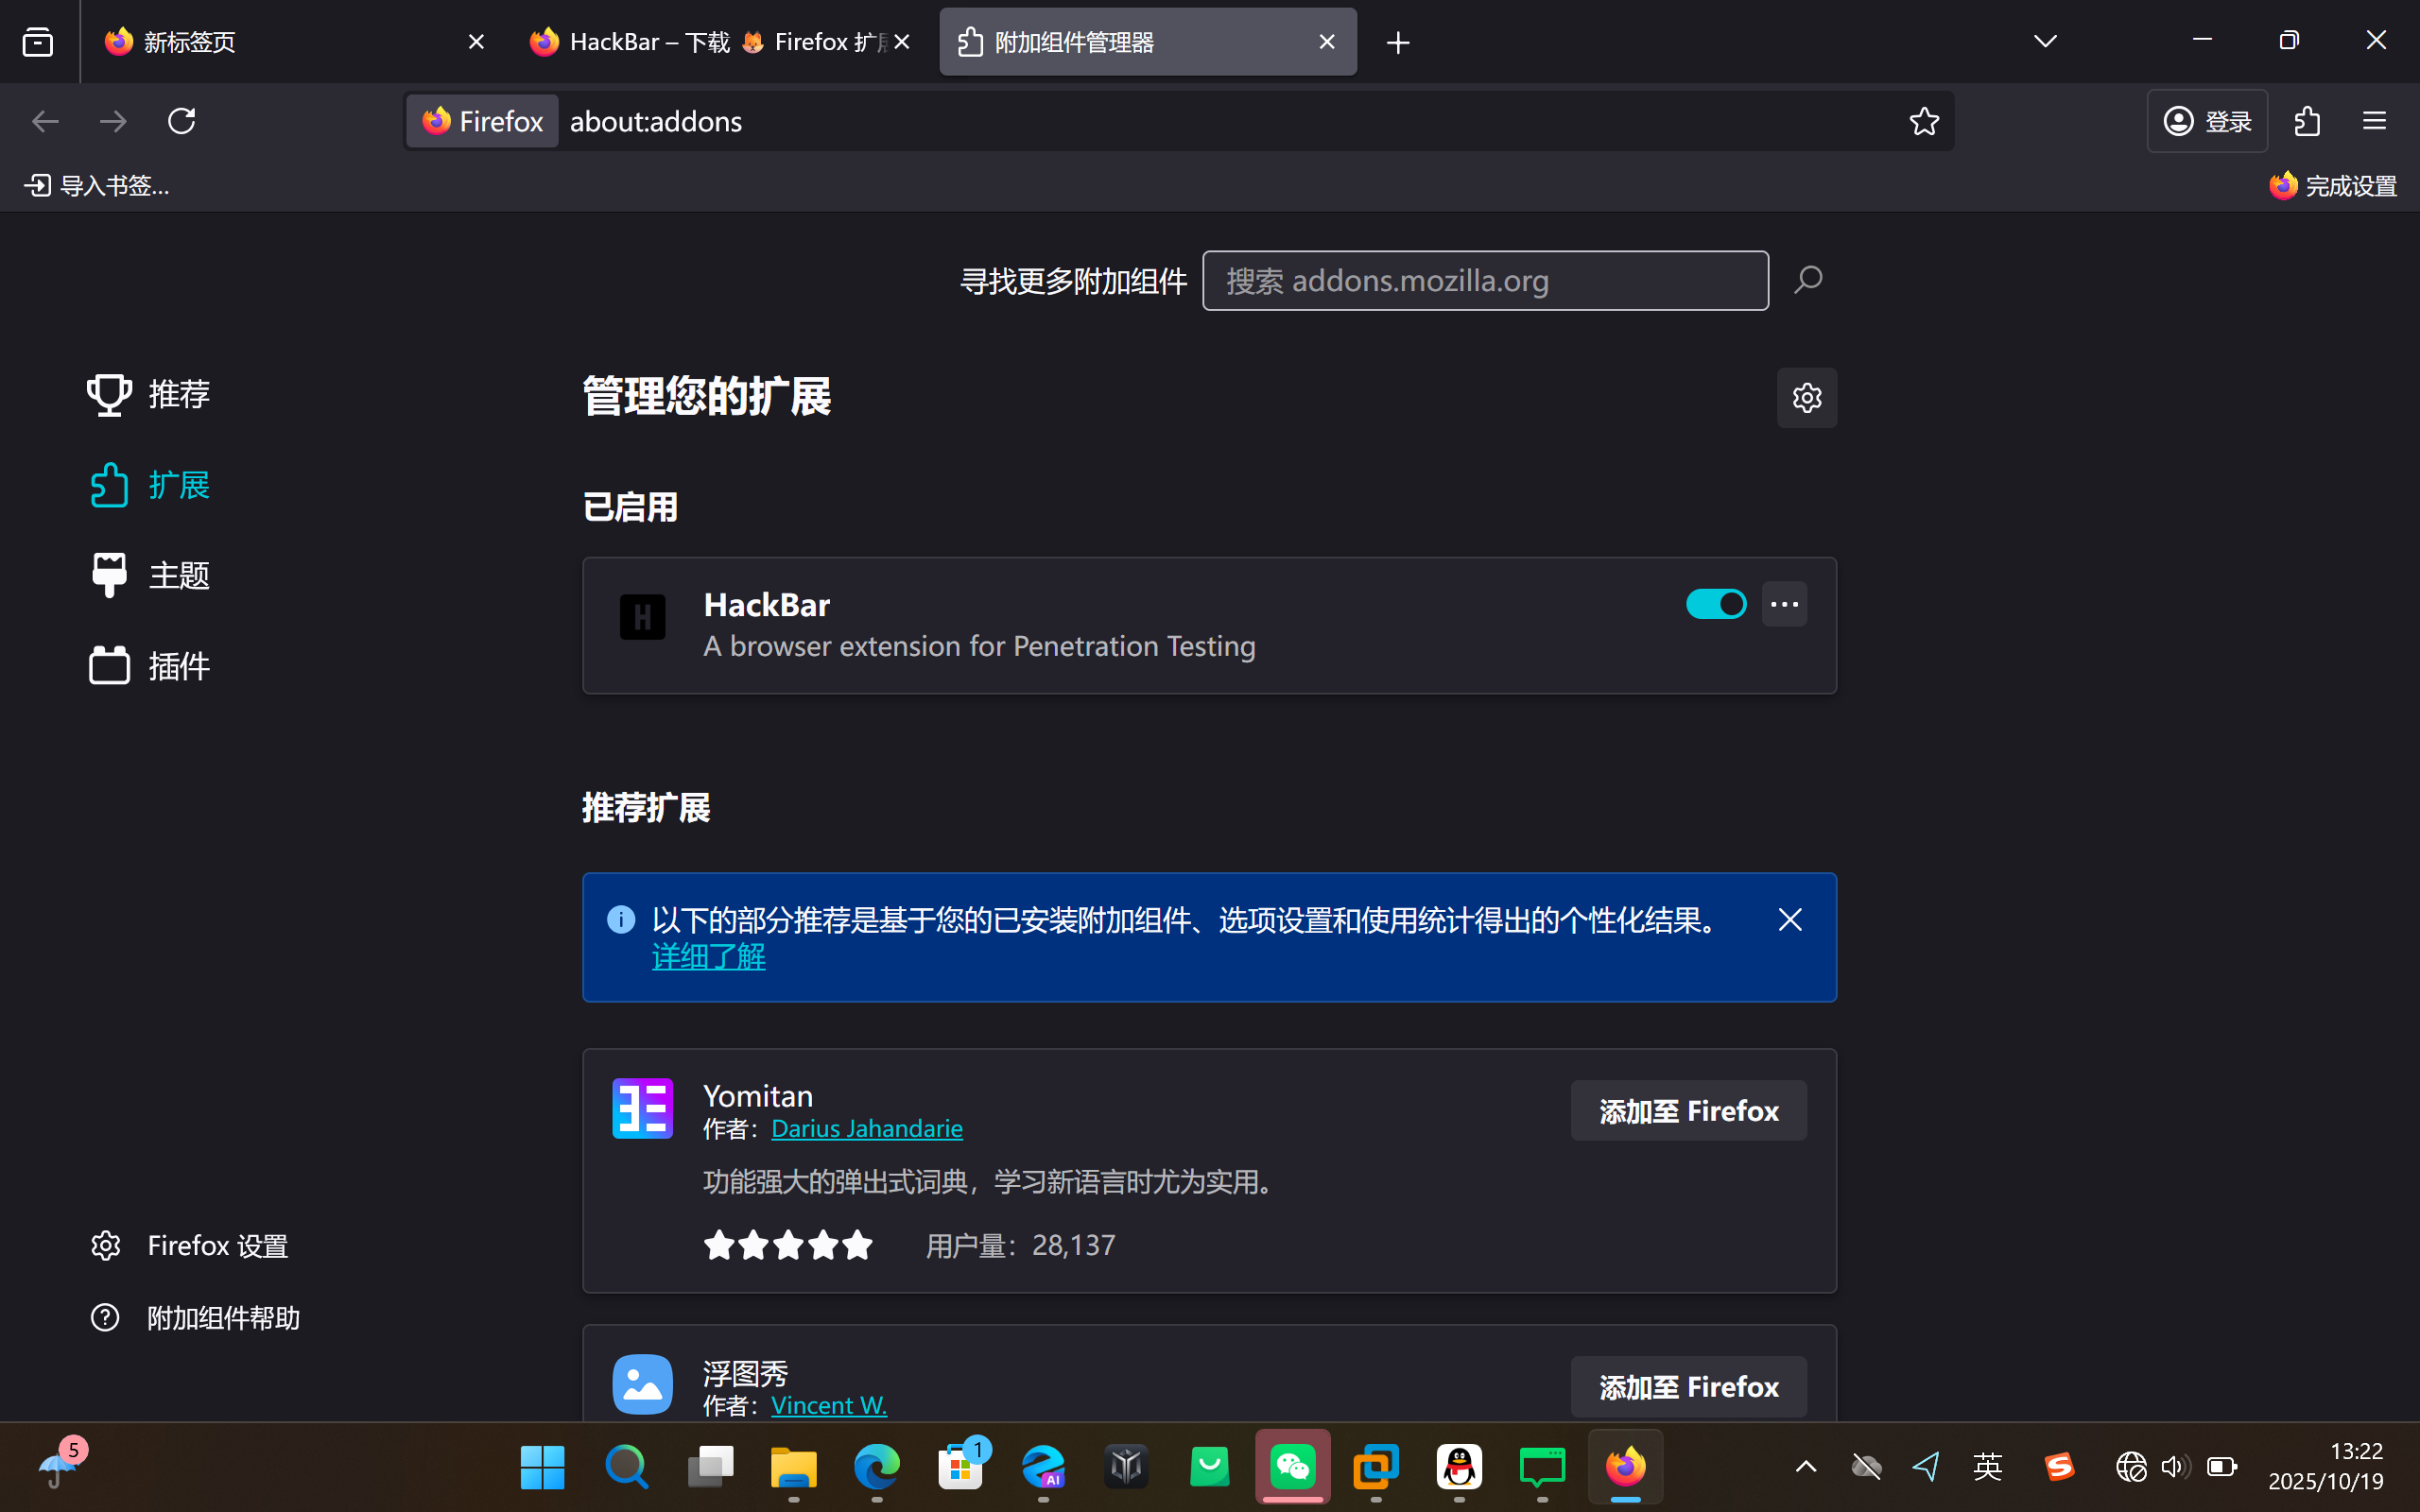 新标签页
HackBar – 下载 🦊 Firefox 扩
附加组件管理器
Firefox about:addons
登录
导入书签...
完成设置
寻找更多附加组件 搜索 addons.mozilla.org
推荐
扩展
主题
插件
管理您的扩展
已启用
H
HackBar
A browser extension for Penetration Testing
推荐扩展
以下的部分推荐是基于您的已安装附加组件、选项设置和使用统计得出的个性化结果。
详细了解
Yomitan
作者：Darius Jahandarie
添加至 Firefox
功能强大的弹出式词典，学习新语言时尤为实用。
用户量：28,137
浮图秀
作者：Vincent W.
添加至 Firefox
Firefox 设置
附加组件帮助
5
1
AI
英
S
13:22
2025/10/19